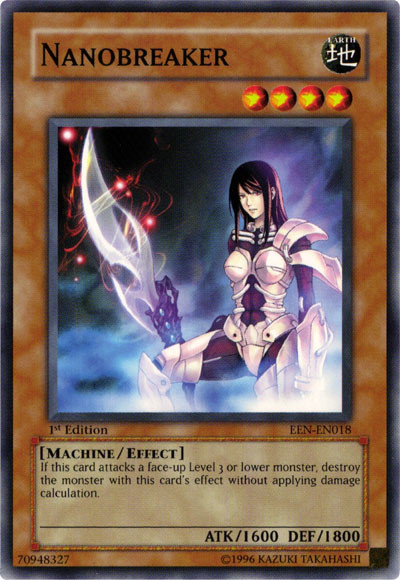 NANOBREAKER
EARTH
地
1st Edition
EEN-EN018
[MACHINE / EFFECT]
If this card attacks a face-up Level 3 or lower monster, destroy
the monster with this card's effect without applying damage
calculation.
ATK/1600 DEF/1800
70948327
©1996 KAZUKI TAKAHASHI